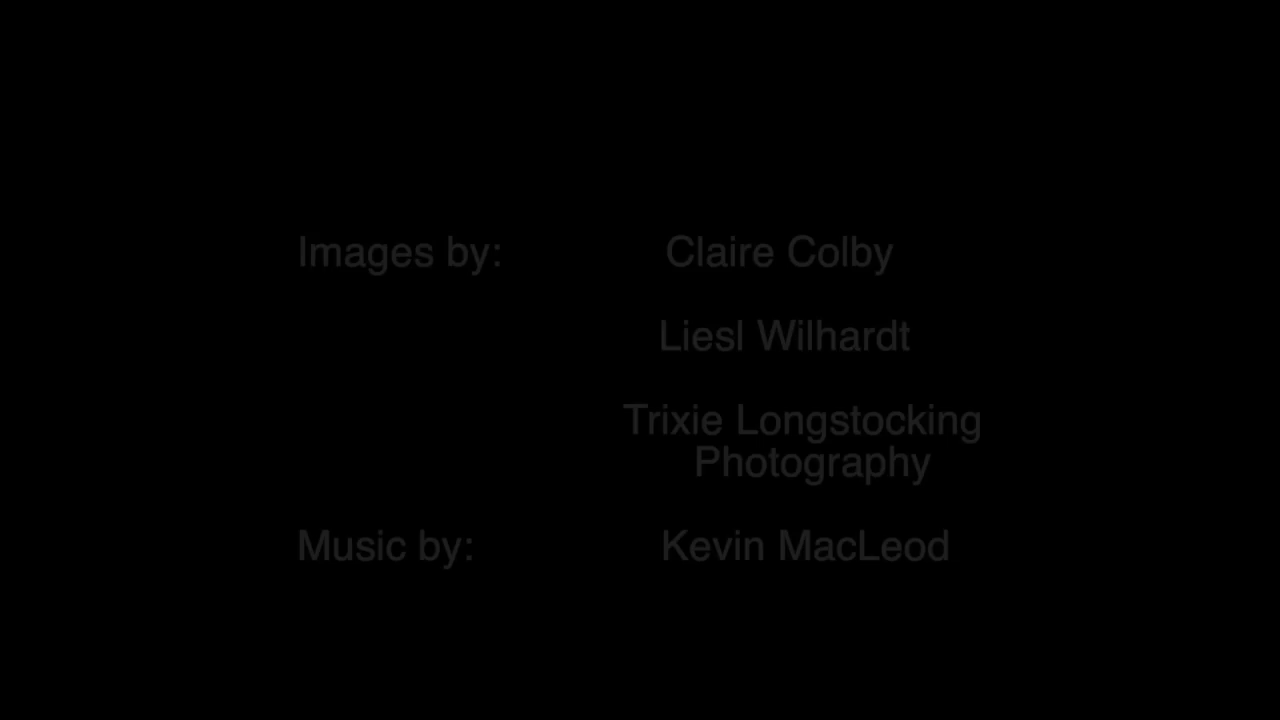 Images by: Claire Colby
Liesl Wilhardt
Trixie Longstocking
Photography
Music by: Kevin MacLeod